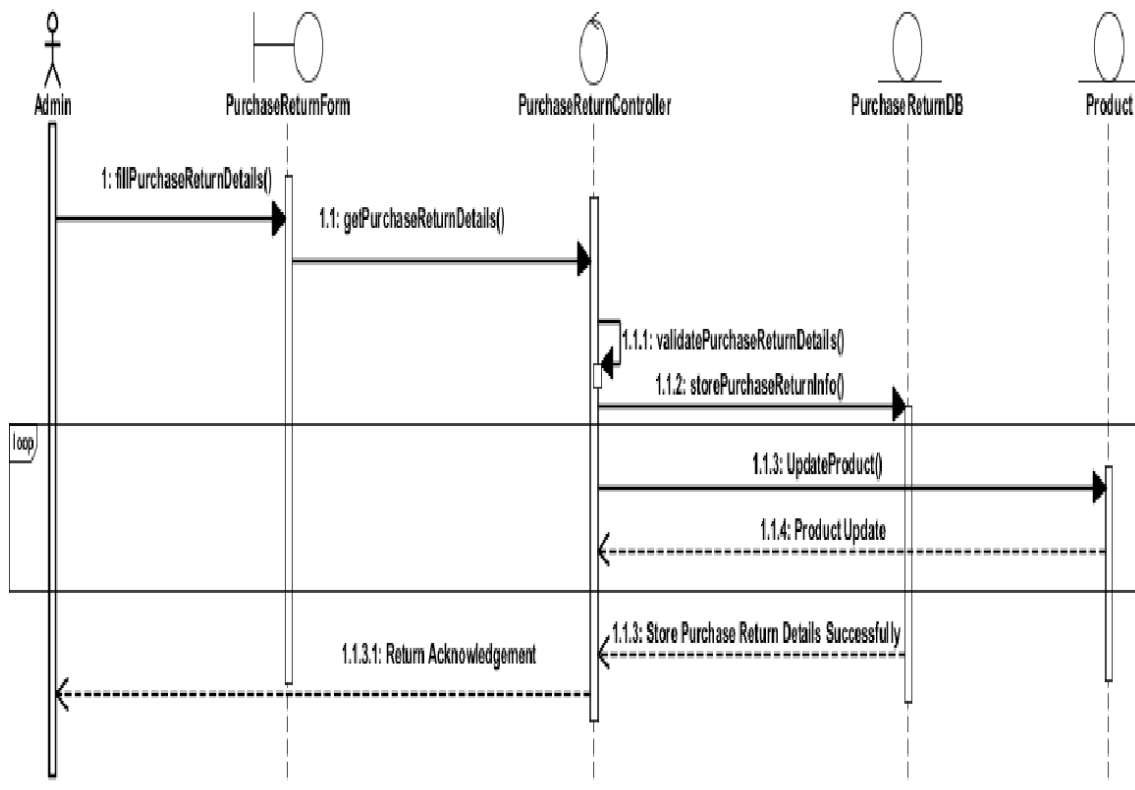 Admin
PurchaseReturnForm
PurchaseReturnController
PurchaseReturnDB
Product
1: fillPurchaseReturnDetails()
1.1: getPurchaseReturnDetails()
1.1.1: validatePurchaseReturnDetails()
1.1.2: storePurchaseReturnInfo()
loop
1.1.3: UpdateProduct()
1.1.4: Product Update
1.1.3: Store Purchase Return Details Successfully
1.1.3.1: Return Acknowledgement